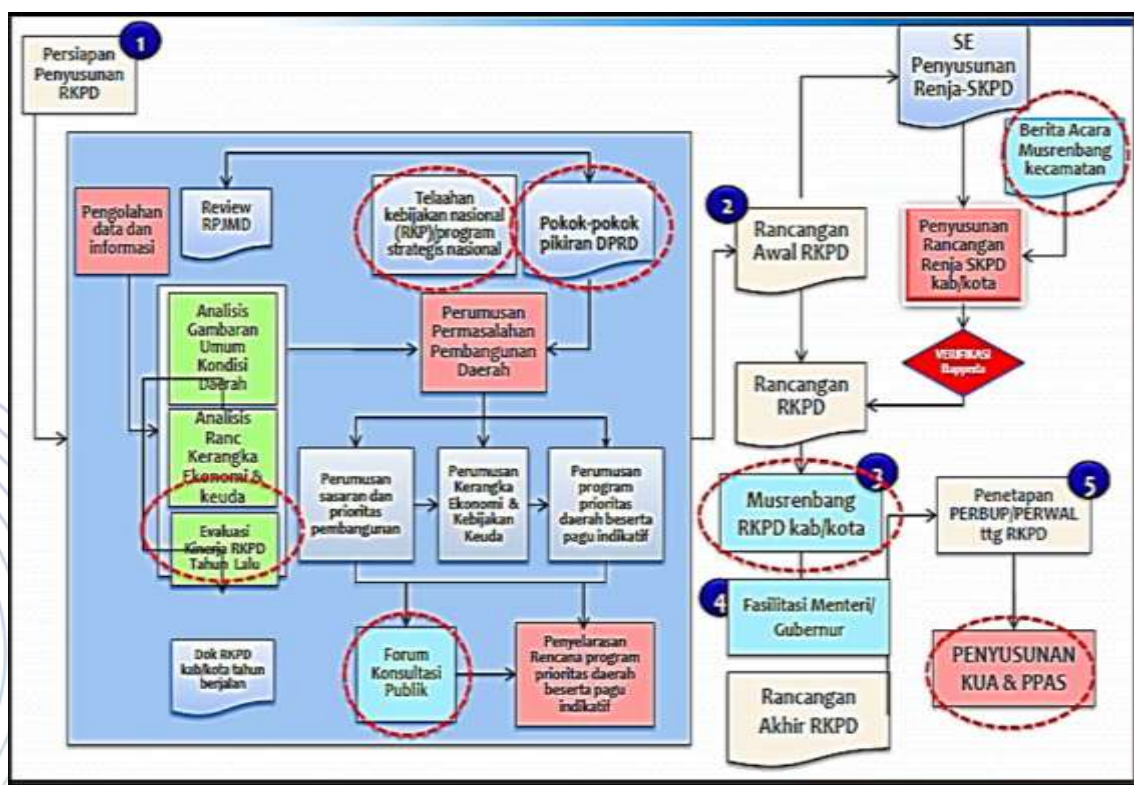 1
Persiapan
Penyusunan
RKPD
Pengolahan
data dan
informasi
Review
RPJMD
Telaahan
kebijakan nasional
(RKP)/program
strategis nasional
Pokok-pokok
pikiran DPRD
Analisis
Gambaran
Umum
Kondisi
Daerah
Analisis
Ranc
Kerangka
Ekonomi &
keuda
Evaluasi
Kinerja RKPD
Tahun Lalu
Dok RKPD
kab/kota tahun
berjalan
Perumusan
Permasalahan
Pembangunan
Daerah
Perumusan
sasaran dan
prioritas
pembangunan
Perumusan
Kerangka
Ekonomi &
Kebijakan
Keuda
Perumusan
program
prioritas
daerah beserta
pagu indikatif
Forum
Konsultasi
Publik
Penyelarasan
Rencana program
prioritas daerah
beserta pagu
indikatif
2
Rancangan
Awal RKPD
SE
Penyusunan
Renja-SKPD
Berita Acara
Musrenbang
kecamatan
Penyusunan
Rancangan
Renja SKPD
kab/kota
VERIFIKASI
Bappeda
Rancangan
RKPD
3
Musrenbang
RKPD kab/kota
4
Fasilitasi Menteri/
Gubernur
Rancangan
Akhir RKPD
5
Penetapan
PERBUP/PERWAL
ttg RKPD
PENYUSUNAN
KUA & PPAS